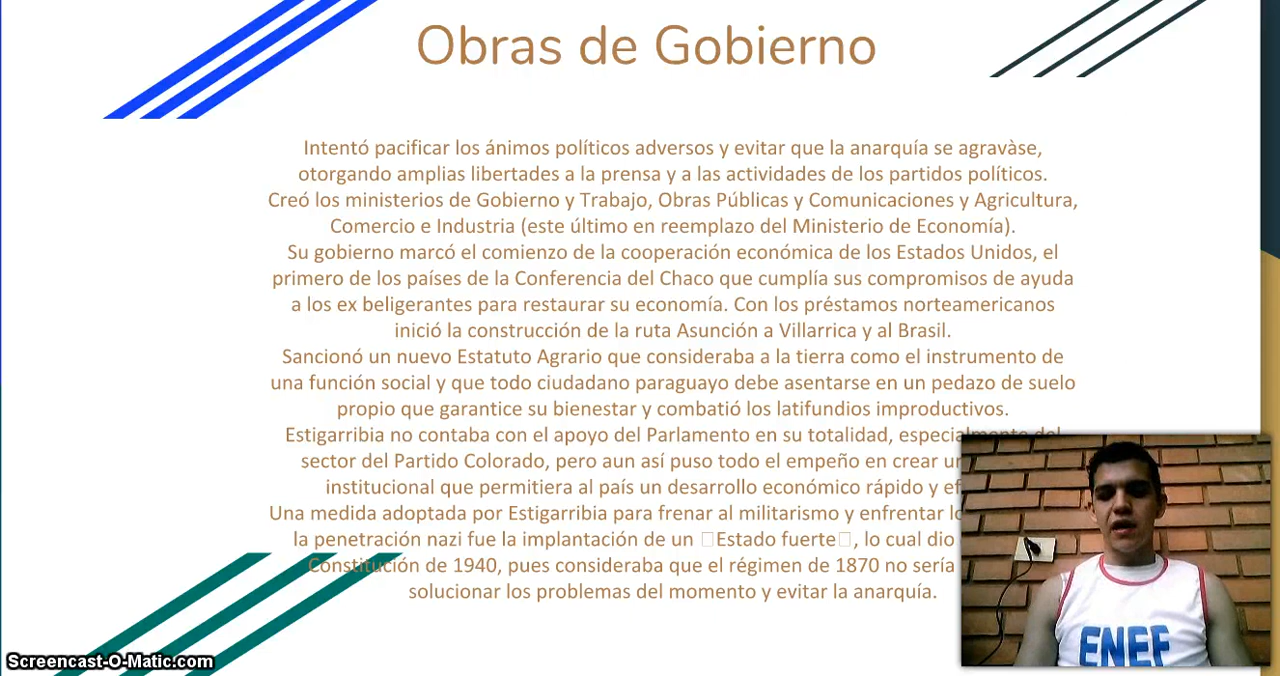 Obras de Gobierno
Intentó pacificar los ánimos políticos adversos y evitar que la anarquía se agravàse,
otorgando amplias libertades a la prensa y a las actividades de los partidos políticos.
Creó los ministerios de Gobierno y Trabajo, Obras Públicas y Comunicaciones y Agricultura,
Comercio e Industria (este último en reemplazo del Ministerio de Economía).
Su gobierno marcó el comienzo de la cooperación económica de los Estados Unidos, el
primero de los países de la Conferencia del Chaco que cumplía sus compromisos de ayuda
a los ex beligerantes para restaurar su economía. Con los préstamos norteamericanos
inició la construcción de la ruta Asunción a Villarrica y al Brasil.
Sancionó un nuevo Estatuto Agrario que consideraba a la tierra como el instrumento de
una función social y que todo ciudadano paraguayo debe asentarse en un pedazo de suelo
propio que garantice su bienestar y combatió los latifundios improductivos.
Estigarribia no contaba con el apoyo del Parlamento en su totalidad, especialmente del
sector del Partido Colorado, pero aun así puso todo el empeño en crear
institucional que permitiera al país un desarrollo económico rápido y
Una medida adoptada por Estigarribia para frenar al militarismo y enfrentar
la penetración nazi fue la implantación de un Estado fuerte, lo cual dio
Constitución de 1940, pues consideraba que el régimen de 1870 no sería
solucionar los problemas del momento y evitar la anarquía.
ENEF
Screencast-O-Matic.com